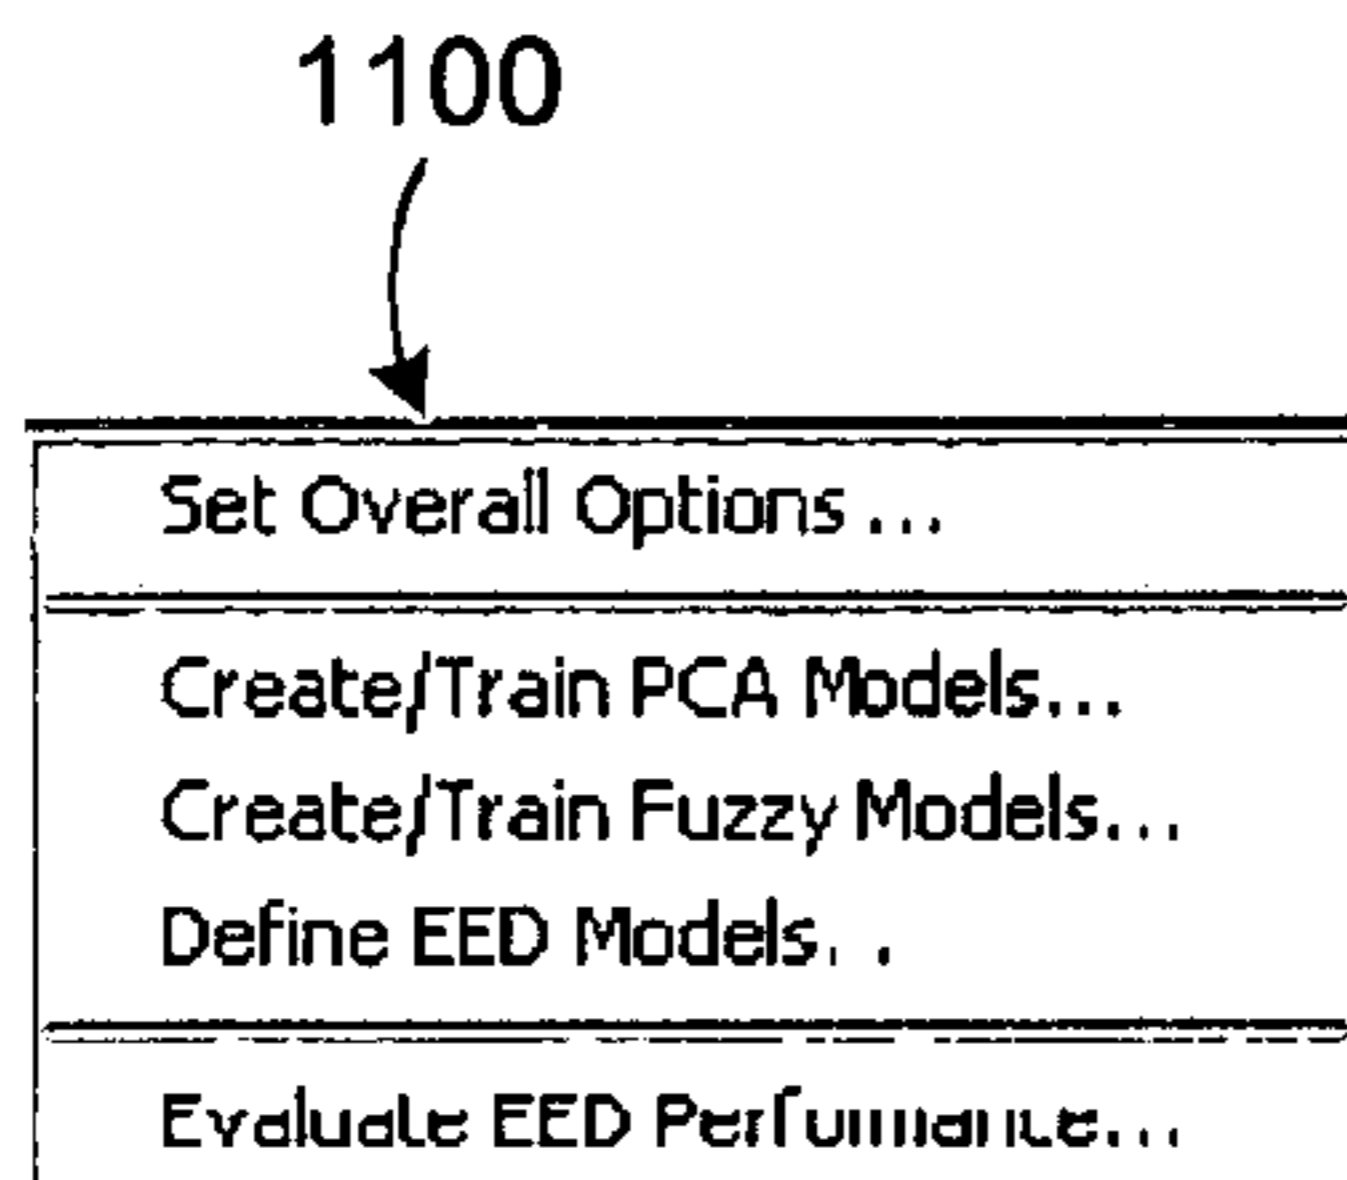 1100
Set Overall Options ...
Create/Train PCA Models...
Create/Train Fuzzy Models...
Define EED Models. .
Evaluate EED Performance...